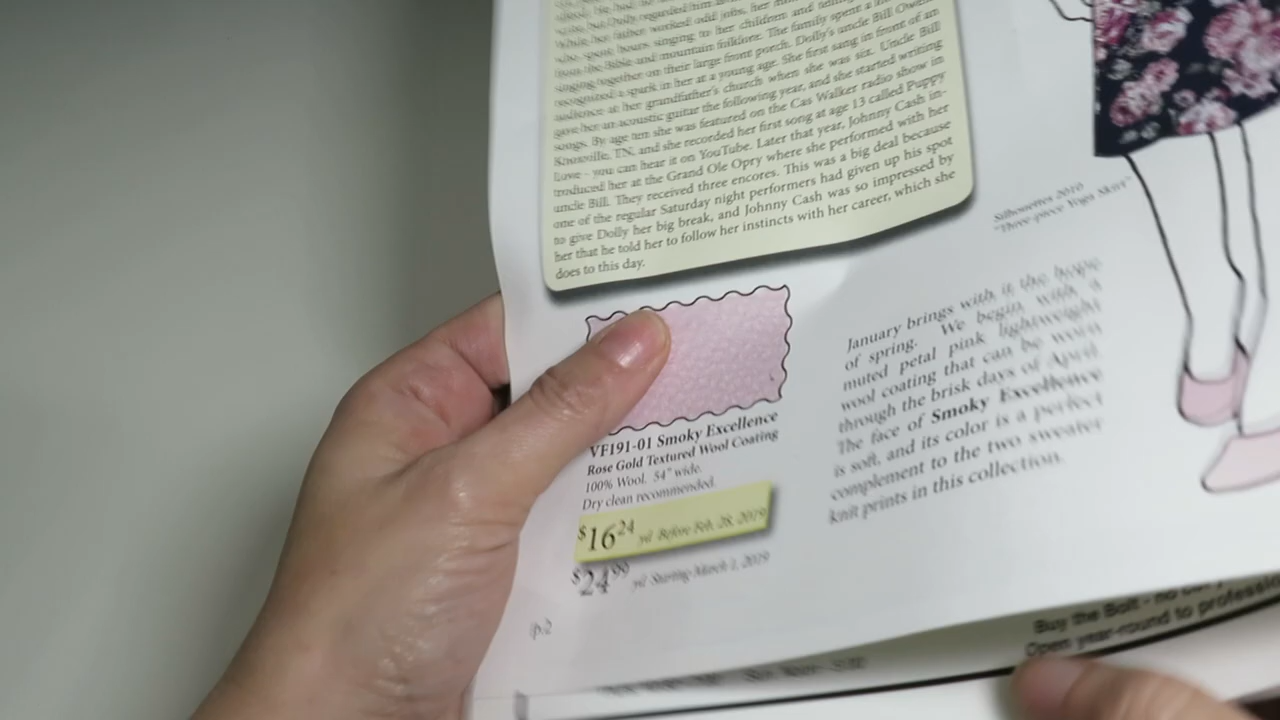 while her father worked odd jobs, her
who spent hours singing to her children and telling
from the Bible and mountain folklore. The family spent a
singing together on their large front porch. Dolly's uncle Bill Owens
recognized a spark in her at a young age. She first sang in front of an
audience at her grandfather's church when she was six. Uncle Bill
gave her an acoustic guitar the following year, and she started writing
songs. By age ten she was featured on the Cas Walker radio show in
Knoxville, TN, and she recorded her first song at age 13 called Puppy
Love - you can hear it on YouTube. Later that year, Johnny Cash in-
troduced her at the Grand Ole Opry where she performed with her
uncle Bill. They received three encores. This was a big deal because
one of the regular Saturday night performers had given up his spot
to give Dolly her big break, and Johnny Cash was so impressed by
her that he told her to follow her instincts with her career, which she
does to this day.
Silhouettes 2010
"Three-piece Yoga Skirt"
VF191-01 Smoky Excellence
Rose Gold Textured Wool Coating
100% Wool. 54" wide.
Dry clean recommended.
$16.24 yd Before Feb. 28, 2019
$24.99 yd Starting March 1, 2019
January brings with it the hope
of spring. We begin with a
muted petal pink lightweight
wool coating that can be worn
through the brisk days of April.
The face of Smoky Excellence
is soft, and its color is a perfect
complement to the two sweater
knit prints in this collection.
p.2
Buy the Bolt - no
Open year-round to